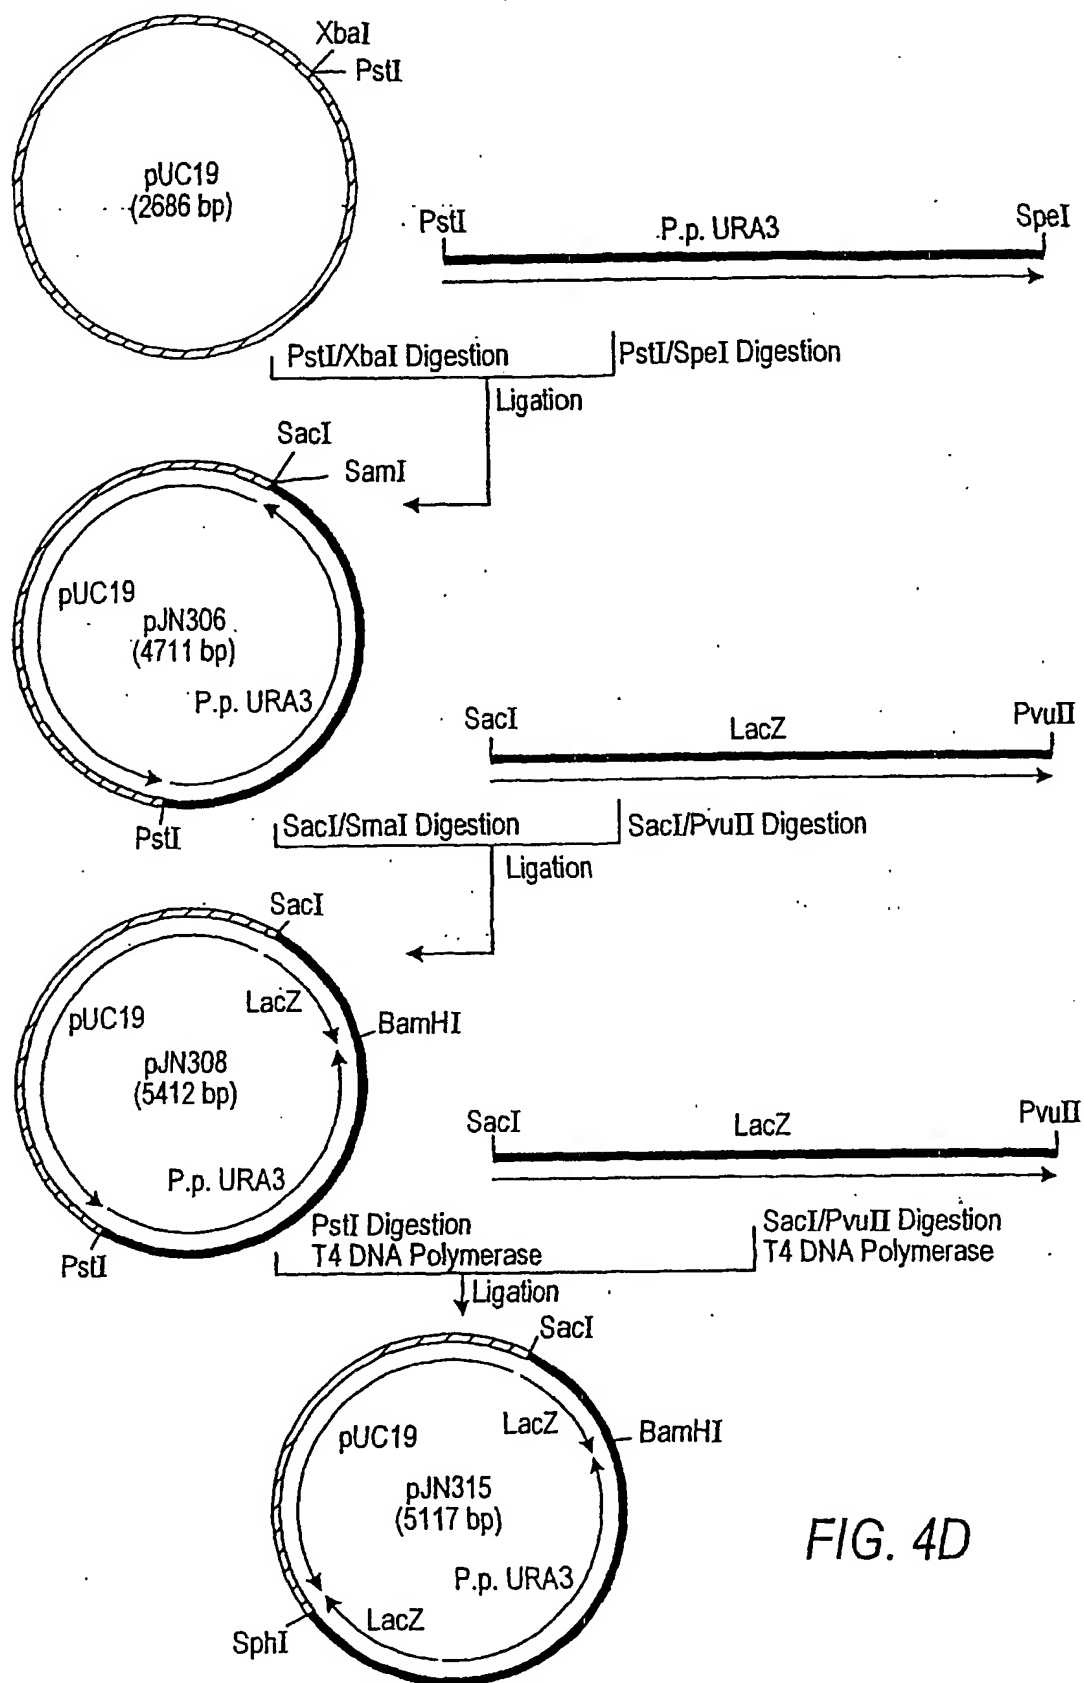 XbaI
PstI
pUC19
(2686 bp)
PstI
P.p. URA3
SpeI
PstI/XbaI Digestion
PstI/SpeI Digestion
Ligation
SacI
SamI
pUC19
pJN306
(4711 bp)
P.p. URA3
PstI
SacI
LacZ
PvuII
SacI/SmaI Digestion
SacI/PvuII Digestion
Ligation
SacI
LacZ
pUC19
BamHI
pJN308
(5412 bp)
P.p. URA3
PstI
SacI
LacZ
PvuII
PstI Digestion
T4 DNA Polymerase
SacI/PvuII Digestion
T4 DNA Polymerase
Ligation
SacI
LacZ
pUC19
BamHI
pJN315
(5117 bp)
P.p. URA3
LacZ
SphI
FIG. 4D